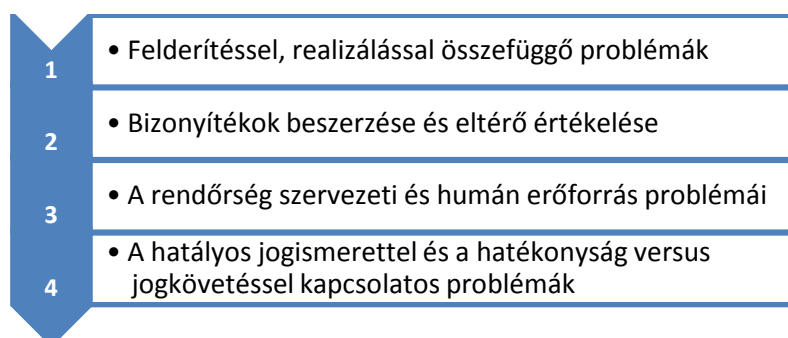 1
• Felderítéssel, realizálással összefüggő problémák
2
• Bizonyítékok beszerzése és eltérő értékelése
3
• A rendőrség szervezeti és humán erőforrás problémái
4
• A hatályos jogismerettel és a hatékonyság versus
jogkövetéssel kapcsolatos problémák